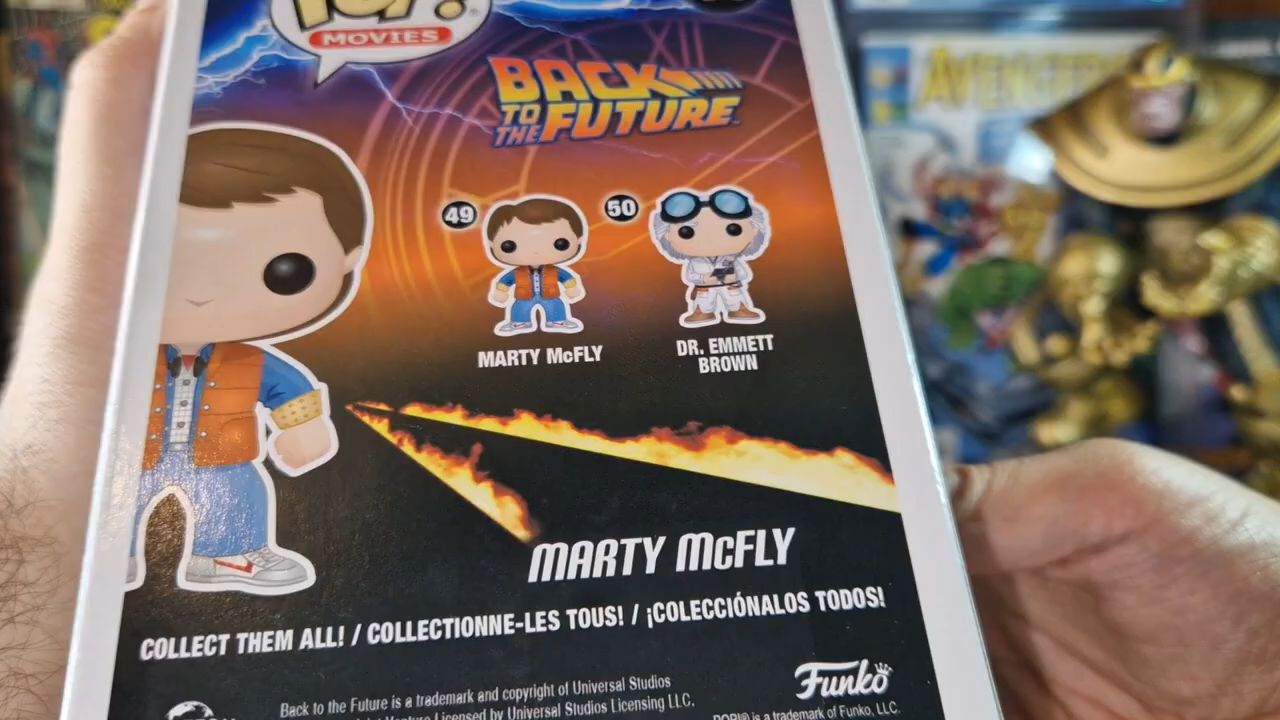 POP!
MOVIES
AVENGERS
BACK
TO THE FUTURE
49
50
MARTY McFLY
DR. EMMETT
BROWN
MARTY McFLY
COLLECT THEM ALL! / COLLECTIONNE-LES TOUS! / ¡COLECCIÓNALOS TODOS!
Funko
Back to the Future is a trademark and copyright of Universal Studios
Venture Licensed by Universal Studios Licensing LLC.
POP!® is a trademark of Funko, LLC.